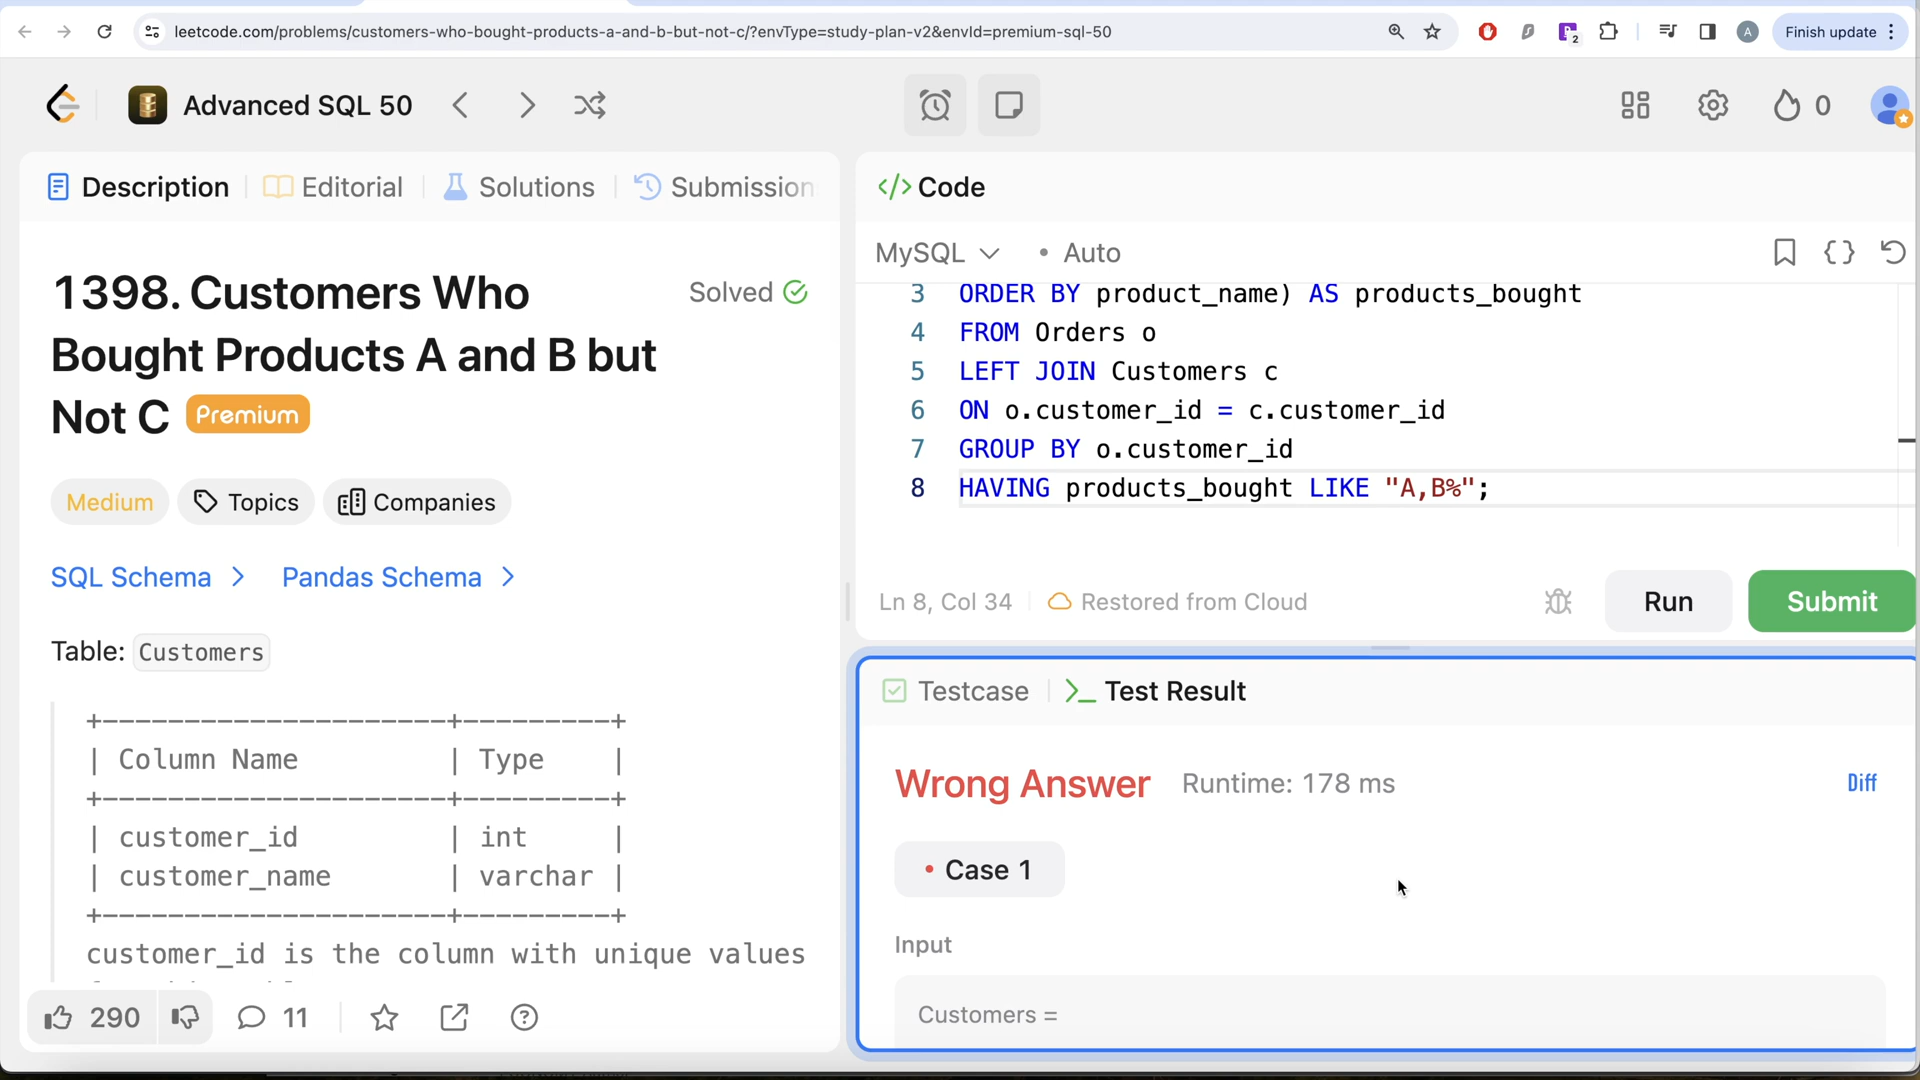 leetcode.com/problems/customers-who-bought-products-a-and-b-but-not-c/?envType=study-plan-v2&envId=premium-sql-50
2
A
Finish update
Advanced SQL 50
0
Description
Editorial
Solutions
Submission
1398. Customers Who
Bought Products A and B but
Not C
Premium
Solved
Medium
Topics
Companies
SQL Schema
Pandas Schema
Table: Customers
+---------------------+---------+
| Column Name | Type |
+---------------------+---------+
| customer_id | int |
| customer_name | varchar |
+---------------------+---------+
customer_id is the column with unique values
290
11
</> Code
MySQL
• Auto
3 ORDER BY product_name) AS products_bought
4 FROM Orders o
5 LEFT JOIN Customers c
6 ON o.customer_id = c.customer_id
7 GROUP BY o.customer_id
8 HAVING products_bought LIKE "A,B%";
Ln 8, Col 34
Restored from Cloud
Run
Submit
Testcase
>_ Test Result
Wrong Answer
Runtime: 178 ms
Diff
• Case 1
Input
Customers =